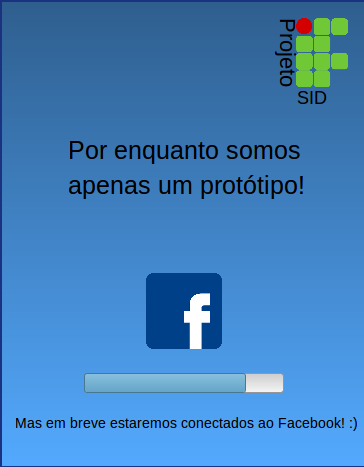 Projeto
SID
Por enquanto somos
apenas um protótipo!
f
Mas em breve estaremos conectados ao Facebook! :)